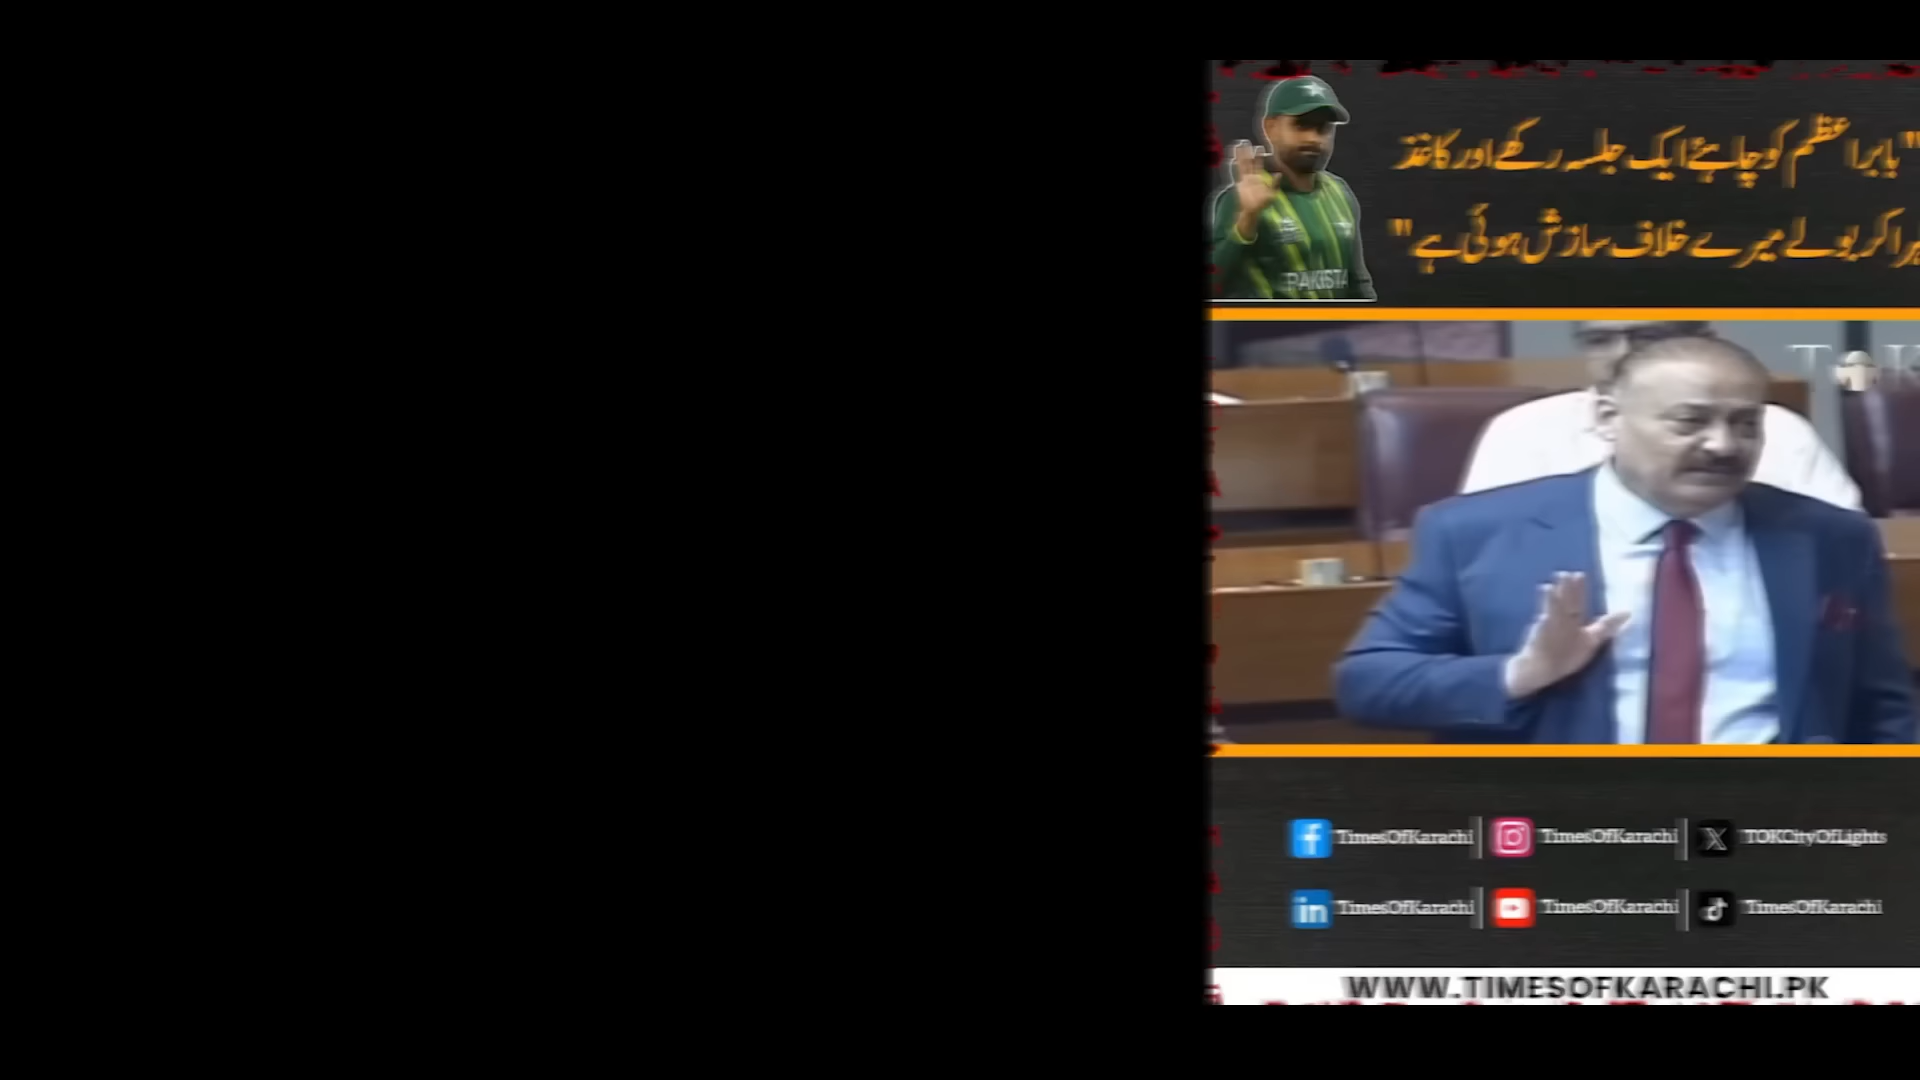 "بابر اعظم کو چاہئے ایک جلسہ رکھے اور کاغذ
کر بولے میرے خلاف سازش ہوئی ہے"
PAKISTA
T K
TimesOfKarachi
TimesOfKarachi
TOKCityOfLights
TimesOfKarachi
TimesOfKarachi
TimesOfKarachi
WWW.TIMESOFKARACHI.PK